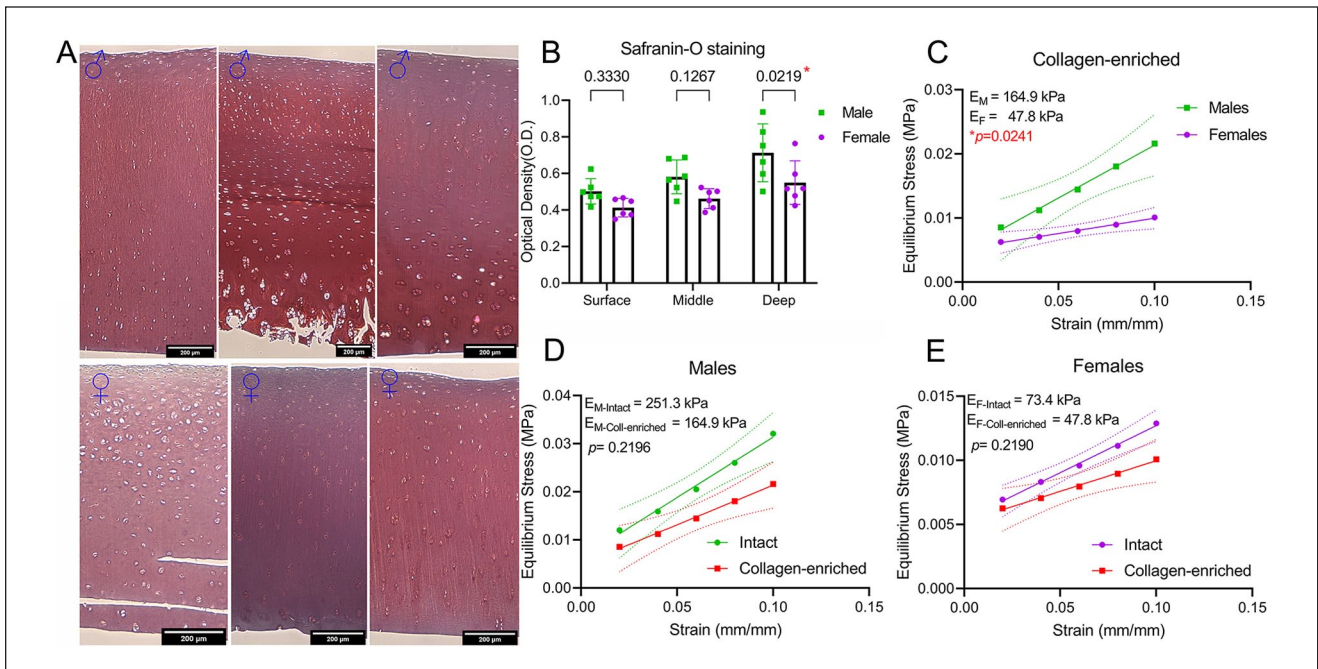 A
♂
♂
♂
200 µm
200 µm
200 µm
♀
♀
♀
200 µm
200 µm
200 µm
B
Safranin-O staining
0.3330
0.1267
0.0219 *
Male
Female
Optical Density(O.D.)
1.0
0.8
0.6
0.4
0.2
0.0
Surface
Middle
Deep
C
Collagen-enriched
EM = 164.9 kPa
EF = 47.8 kPa
*p=0.0241
Males
Females
Equilibrium Stress (MPa)
0.03
0.02
0.01
0.00
0.00
0.05
0.10
0.15
Strain (mm/mm)
D
Males
EM-Intact = 251.3 kPa
EM-Coll-enriched = 164.9 kPa
p= 0.2196
Intact
Collagen-enriched
Equilibrium Stress (MPa)
0.04
0.03
0.02
0.01
0.00
0.00
0.05
0.10
0.15
Strain (mm/mm)
E
Females
EF-Intact = 73.4 kPa
EF-Coll-enriched = 47.8 kPa
p= 0.2190
Intact
Collagen-enriched
Equilibrium Stress (MPa)
0.015
0.010
0.005
0.000
0.00
0.05
0.10
0.15
Strain (mm/mm)